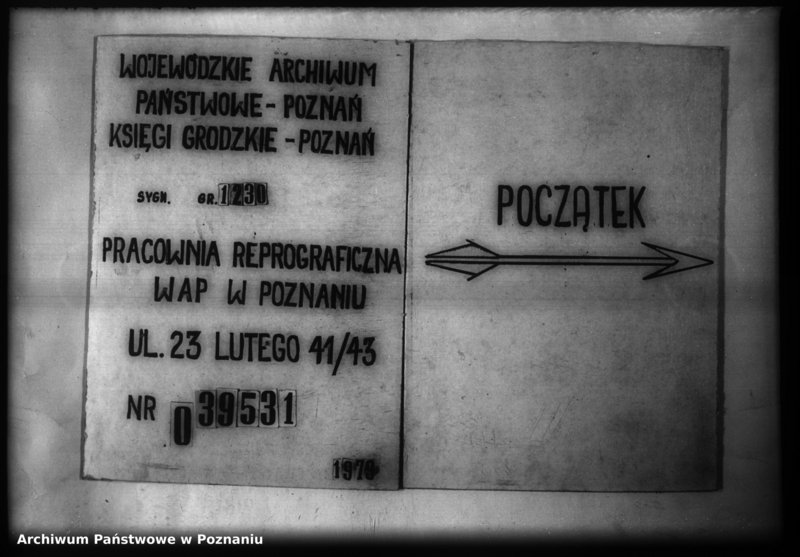 WOJEWÓDZKIE ARCHIWUM
PAŃSTWOWE - POZNAŃ
KSIĘGI GRODZKIE - POZNAŃ
SYGN. GR. 1230
PRACOWNIA REPROGRAFICZNA
WAP W POZNANIU
UL. 23 LUTEGO 41/43
NR 039531
1979
POCZĄTEK
Archiwum Państwowe w Poznaniu